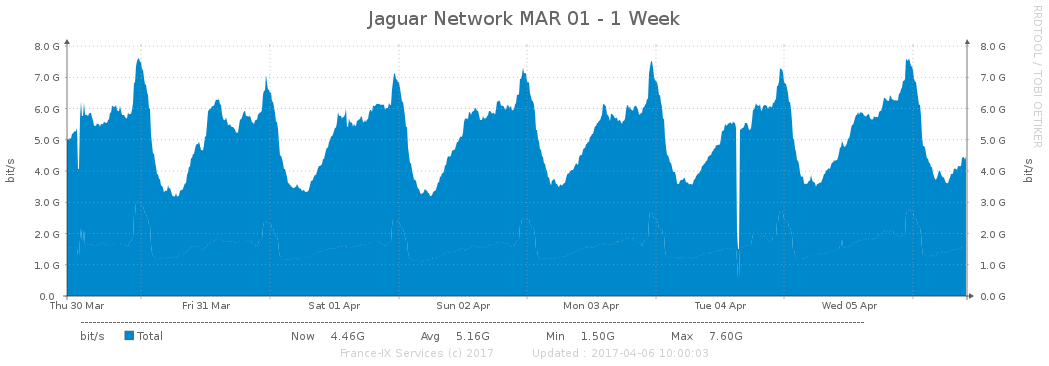 Jaguar Network MAR 01 - 1 Week
RRDTOOL / TOBI OETIKER
bit/s
8.0 G
7.0 G
6.0 G
5.0 G
4.0 G
3.0 G
2.0 G
1.0 G
0.0
8.0 G
7.0 G
6.0 G
5.0 G
4.0 G
3.0 G
2.0 G
1.0 G
0.0 G
bit/s
Thu 30 Mar Fri 31 Mar Sat 01 Apr Sun 02 Apr Mon 03 Apr Tue 04 Apr Wed 05 Apr
bit/s Total Now 4.46G Avg 5.16G Min 1.50G Max 7.60G
France-IX Services (c) 2017 Updated : 2017-04-06 10:00:03